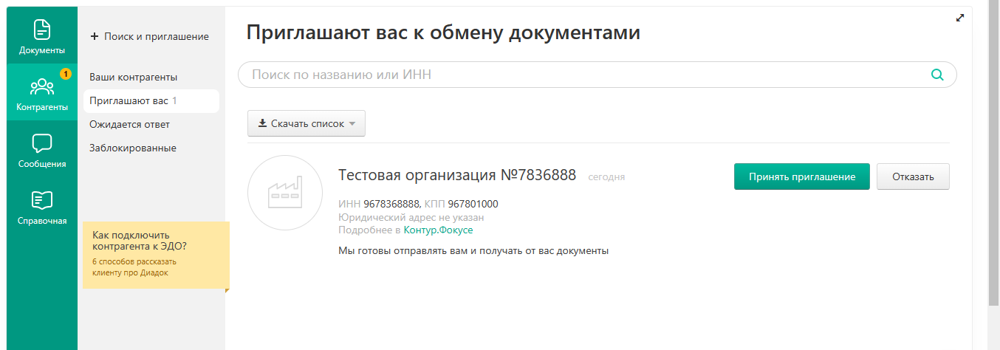 Документы
Контрагенты
1
Сообщения
Справочная
+ Поиск и приглашение
Ваши контрагенты
Приглашают вас 1
Ожидается ответ
Заблокированные
Как подключить
контрагента к ЭДО?
6 способов рассказать
клиенту про Диадок
Приглашают вас к обмену документами
Поиск по названию или ИНН
Скачать список
Тестовая организация №7836888 сегодня
ИНН 9678368888, КПП 967801000
Юридический адрес не указан
Подробнее в Контур.Фокусе
Мы готовы отправлять вам и получать от вас документы
Принять приглашение
Отказать